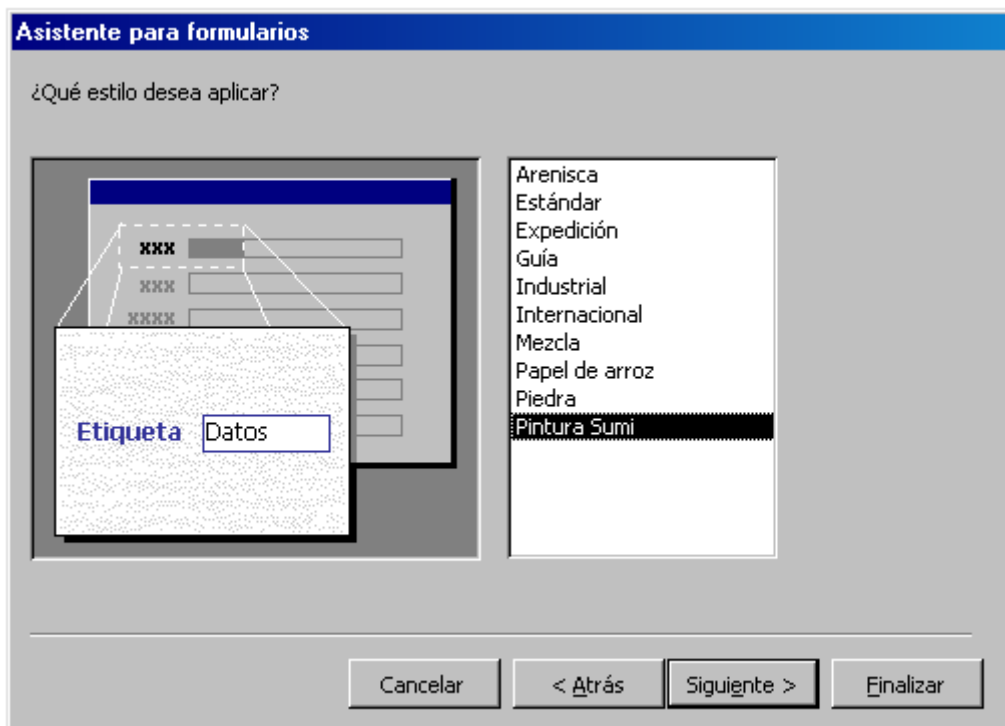 Asistente para formularios
¿Qué estilo desea aplicar?
xxx
xxx
xxxx
Etiqueta Datos
Arenisca
Estándar
Expedición
Guía
Industrial
Internacional
Mezcla
Papel de arroz
Piedra
Pintura Sumi
Cancelar < Atrás Siguiente > Finalizar